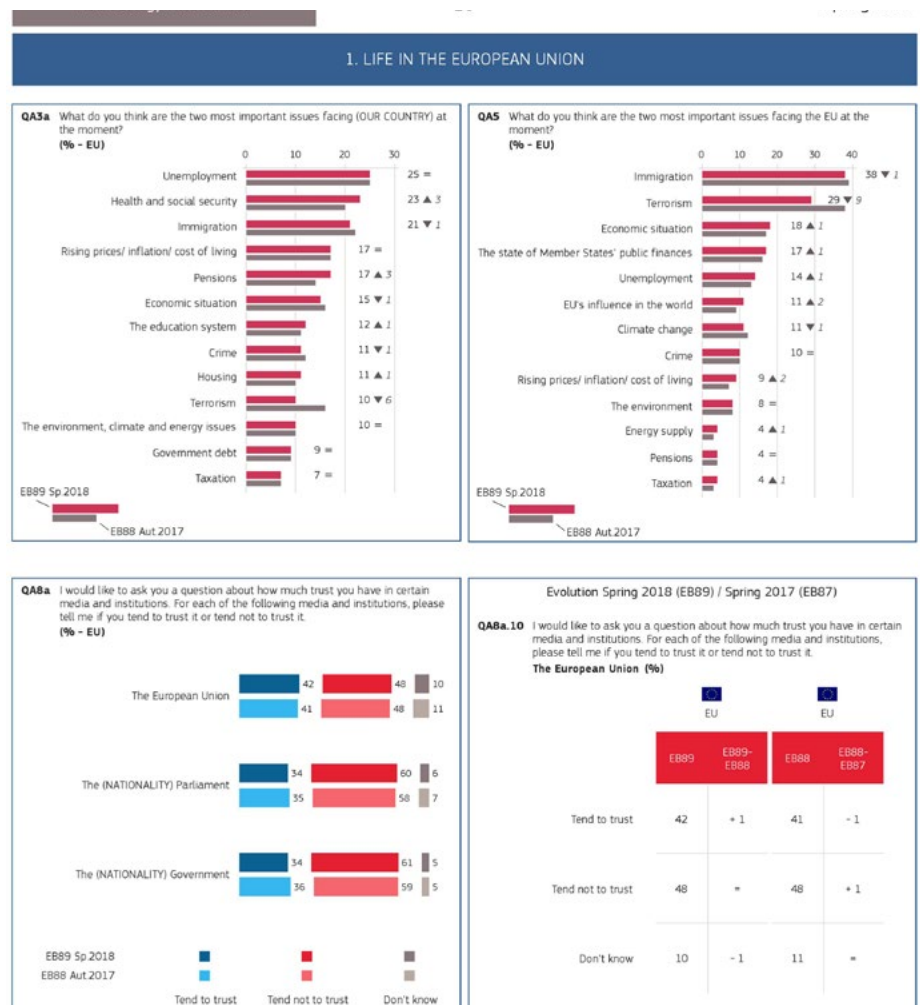 1. LIFE IN THE EUROPEAN UNION
QA3a What do you think are the two most important issues facing (OUR COUNTRY) at
the moment?
(% - EU)
0 10 20 30
Unemployment 25 =
Health and social security 23 ▲ 3
Immigration 21 ▼ 1
Rising prices/ inflation/ cost of living 17 =
Pensions 17 ▲ 3
Economic situation 15 ▼ 1
The education system 12 ▲ 1
Crime 11 ▼ 1
Housing 11 ▲ 1
Terrorism 10 ▼ 6
The environment, climate and energy issues 10 =
Government debt 9 =
Taxation 7 =
EB89 Sp.2018
EB88 Aut.2017
QA5 What do you think are the two most important issues facing the EU at the
moment?
(% - EU)
0 10 20 30 40
Immigration 38 ▼ 1
Terrorism 29 ▼ 9
Economic situation 18 ▲ 1
The state of Member States' public finances 17 ▲ 1
Unemployment 14 ▲ 1
EU's influence in the world 11 ▲ 2
Climate change 11 ▼ 1
Crime 10 =
Rising prices/ inflation/ cost of living 9 ▲ 2
The environment 8 =
Energy supply 4 ▲ 1
Pensions 4 =
Taxation 4 ▲ 1
EB89 Sp.2018
EB88 Aut.2017
QA8a I would like to ask you a question about how much trust you have in certain
media and institutions. For each of the following media and institutions, please
tell me if you tend to trust it or tend not to trust it.
(% - EU)
The European Union
42 48 10
41 48 11
The (NATIONALITY) Parliament
34 60 6
35 58 7
The (NATIONALITY) Government
34 61 5
36 59 5
EB89 Sp.2018
EB88 Aut.2017
Tend to trust Tend not to trust Don't know
Evolution Spring 2018 (EB89) / Spring 2017 (EB87)
QA8a.10 I would like to ask you a question about how much trust you have in certain
media and institutions. For each of the following media and institutions,
please tell me if you tend to trust it or tend not to trust it.
The European Union (%)
EU EU
EB89 EB89-EB88 EB88 EB88-EB87
Tend to trust 42 + 1 41 - 1
Tend not to trust 48 = 48 + 1
Don't know 10 - 1 11 =